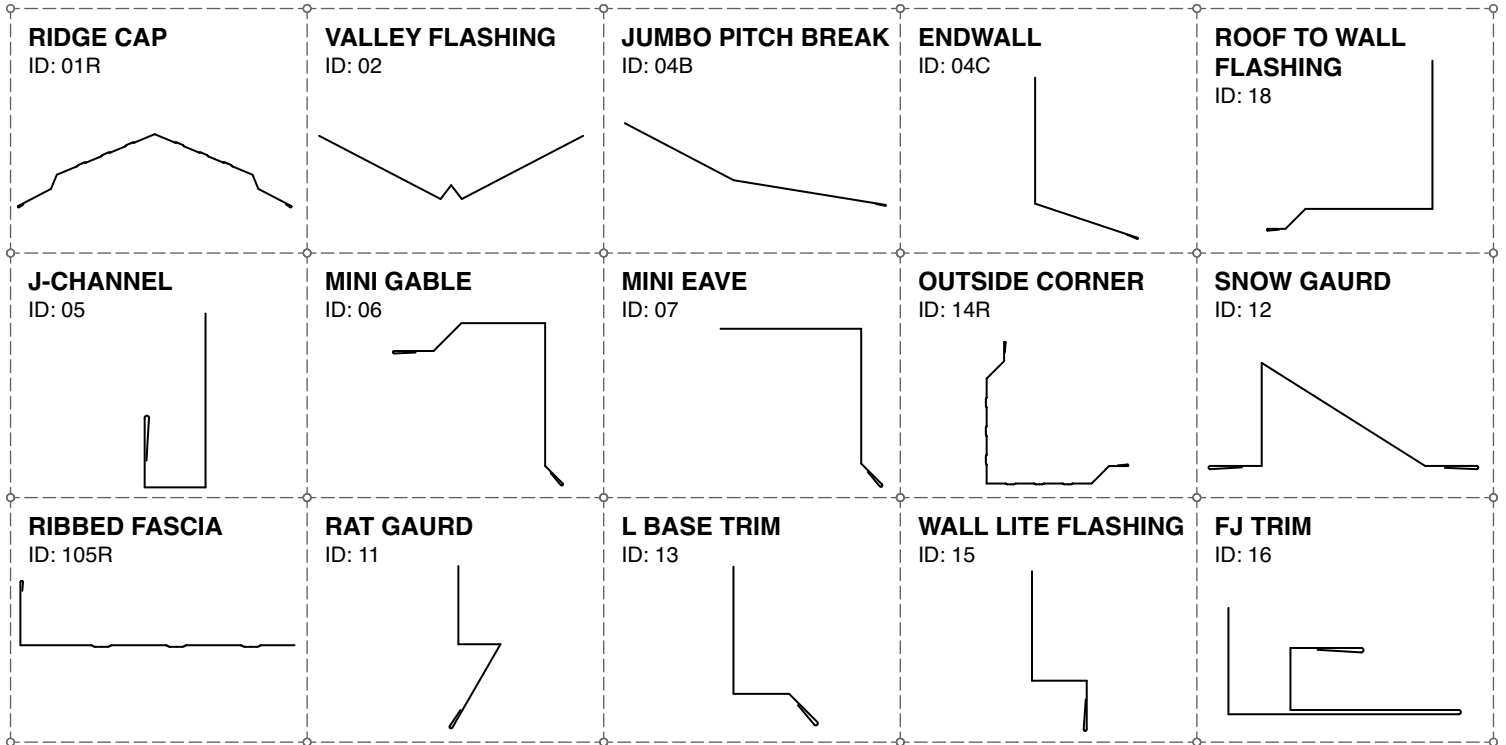 RIDGE CAP
ID: 01R
VALLEY FLASHING
ID: 02
JUMBO PITCH BREAK
ID: 04B
ENDWALL
ID: 04C
ROOF TO WALL
FLASHING
ID: 18
J-CHANNEL
ID: 05
MINI GABLE
ID: 06
MINI EAVE
ID: 07
OUTSIDE CORNER
ID: 14R
SNOW GAURD
ID: 12
RIBBED FASCIA
ID: 105R
RAT GAURD
ID: 11
L BASE TRIM
ID: 13
WALL LITE FLASHING
ID: 15
FJ TRIM
ID: 16